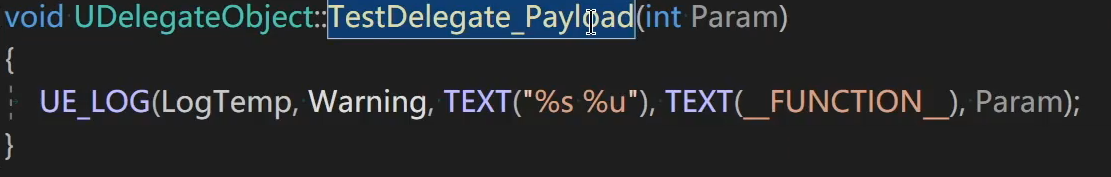 void UDelegateObject::TestDelegate_Payload(int Param)
{
UE_LOG(LogTemp, Warning, TEXT("%s %u"), TEXT(__FUNCTION__), Param);
}